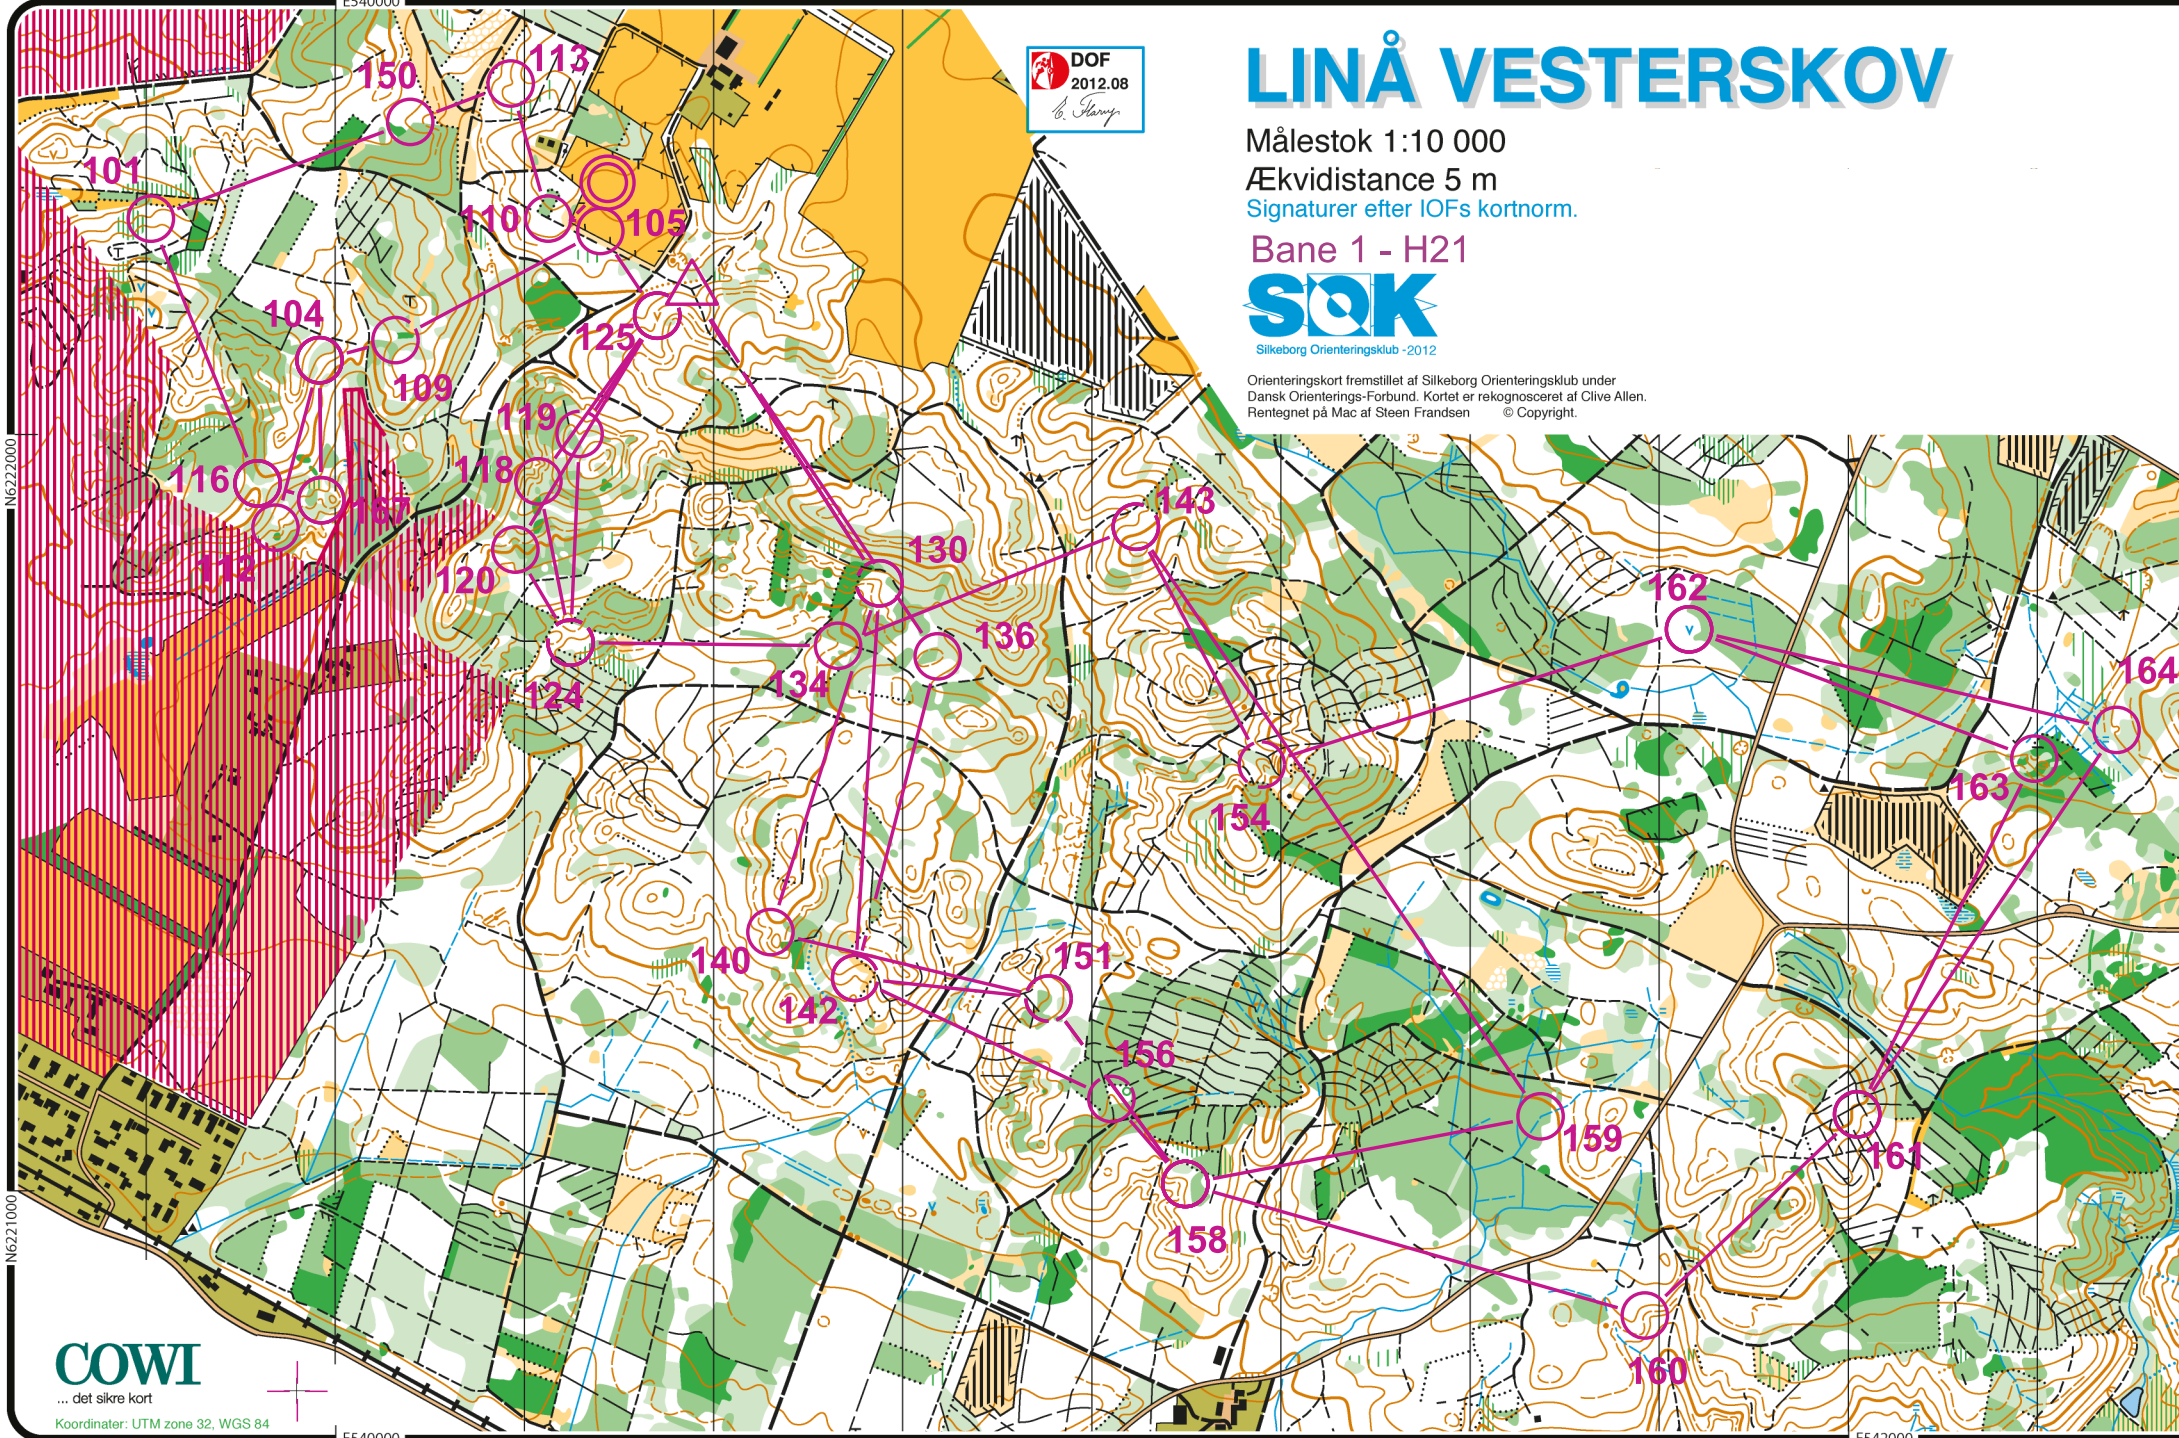 E540000
DOF
2012.08
LINÅ VESTERSKOV
Målestok 1:10 000
Ækvidistance 5 m
Signaturer efter IOFs kortnorm.
Bane 1 - H21
SOK
Silkeborg Orienteringsklub -2012
Orienteringskort fremstillet af Silkeborg Orienteringsklub under
Dansk Orienterings-Forbund. Kortet er rekognosceret af Clive Allen.
Rentegnet på Mac af Steen Frandsen © Copyright.
113
150
101
110
105
104
125
109
119
116
118
167
112
120
143
130
162
136
134
124
164
163
154
140
151
142
156
159
161
158
160
N6222000
N6221000
COWI
... det sikre kort
Koordinater: UTM zone 32, WGS 84
E540000
E542000